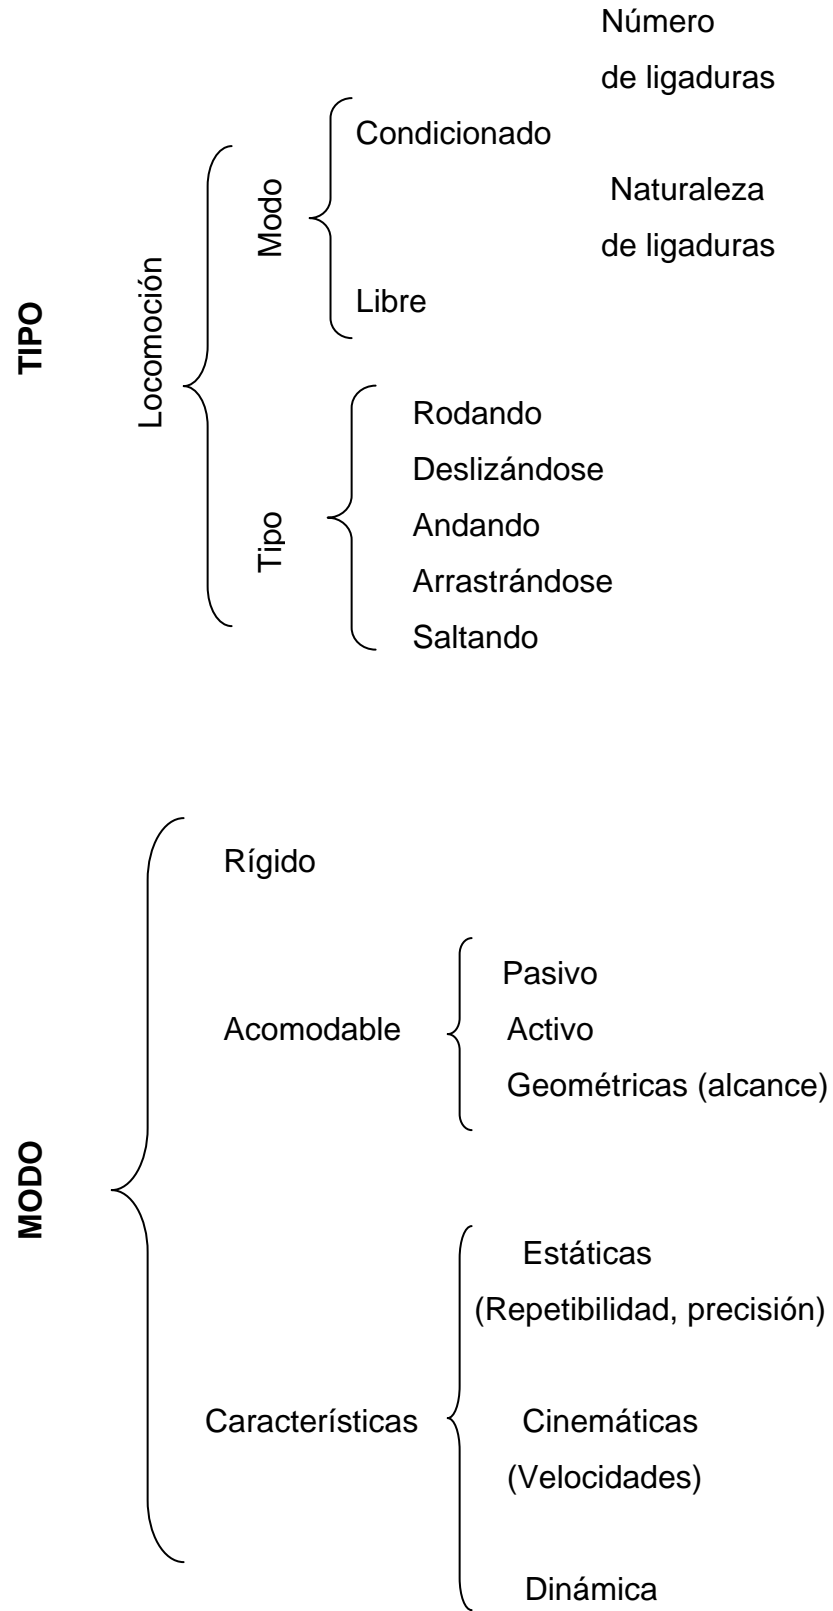 Número
de ligaduras
Condicionado
Naturaleza
de ligaduras
Modo
Libre
TIPO
Locomoción
Rodando
Deslizándose
Andando
Tipo
Arrastrándose
Saltando
Rígido
Pasivo
Acomodable
Activo
Geométricas (alcance)
MODO
Estáticas
(Repetibilidad, precisión)
Características
Cinemáticas
(Velocidades)
Dinámica